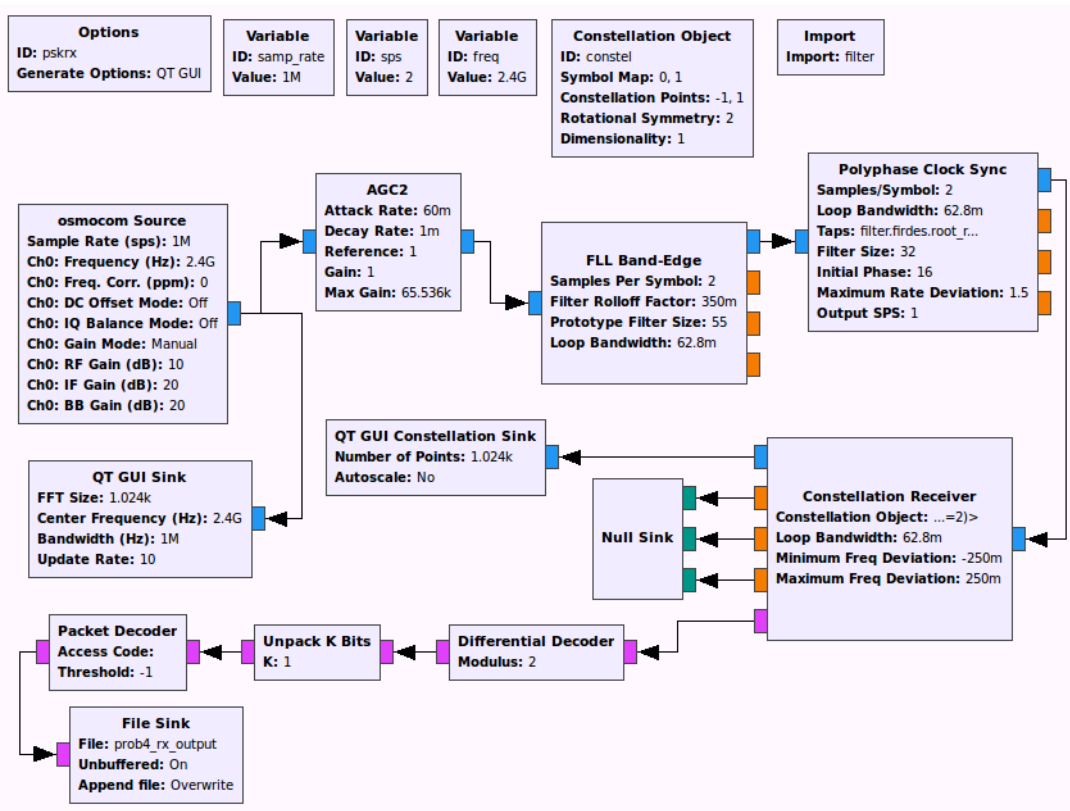 Options
ID: pskrx
Generate Options: QT GUI
Variable
ID: samp_rate
Value: 1M
Variable
ID: sps
Value: 2
Variable
ID: freq
Value: 2.4G
Constellation Object
ID: constel
Symbol Map: 0, 1
Constellation Points: -1, 1
Rotational Symmetry: 2
Dimensionality: 1
Import
Import: filter
osmocom Source
Sample Rate (sps): 1M
Ch0: Frequency (Hz): 2.4G
Ch0: Freq. Corr. (ppm): 0
Ch0: DC Offset Mode: Off
Ch0: IQ Balance Mode: Off
Ch0: Gain Mode: Manual
Ch0: RF Gain (dB): 10
Ch0: IF Gain (dB): 20
Ch0: BB Gain (dB): 20
AGC2
Attack Rate: 60m
Decay Rate: 1m
Reference: 1
Gain: 1
Max Gain: 65.536k
FLL Band-Edge
Samples Per Symbol: 2
Filter Rolloff Factor: 350m
Prototype Filter Size: 55
Loop Bandwidth: 62.8m
Polyphase Clock Sync
Samples/Symbol: 2
Loop Bandwidth: 62.8m
Taps: filter.firdes.root_r...
Filter Size: 32
Initial Phase: 16
Maximum Rate Deviation: 1.5
Output SPS: 1
QT GUI Sink
FFT Size: 1.024k
Center Frequency (Hz): 2.4G
Bandwidth (Hz): 1M
Update Rate: 10
QT GUI Constellation Sink
Number of Points: 1.024k
Autoscale: No
Null Sink
Constellation Receiver
Constellation Object: ...=2)>
Loop Bandwidth: 62.8m
Minimum Freq Deviation: -250m
Maximum Freq Deviation: 250m
Packet Decoder
Access Code:
Threshold: -1
Unpack K Bits
K: 1
Differential Decoder
Modulus: 2
File Sink
File: prob4_rx_output
Unbuffered: On
Append file: Overwrite